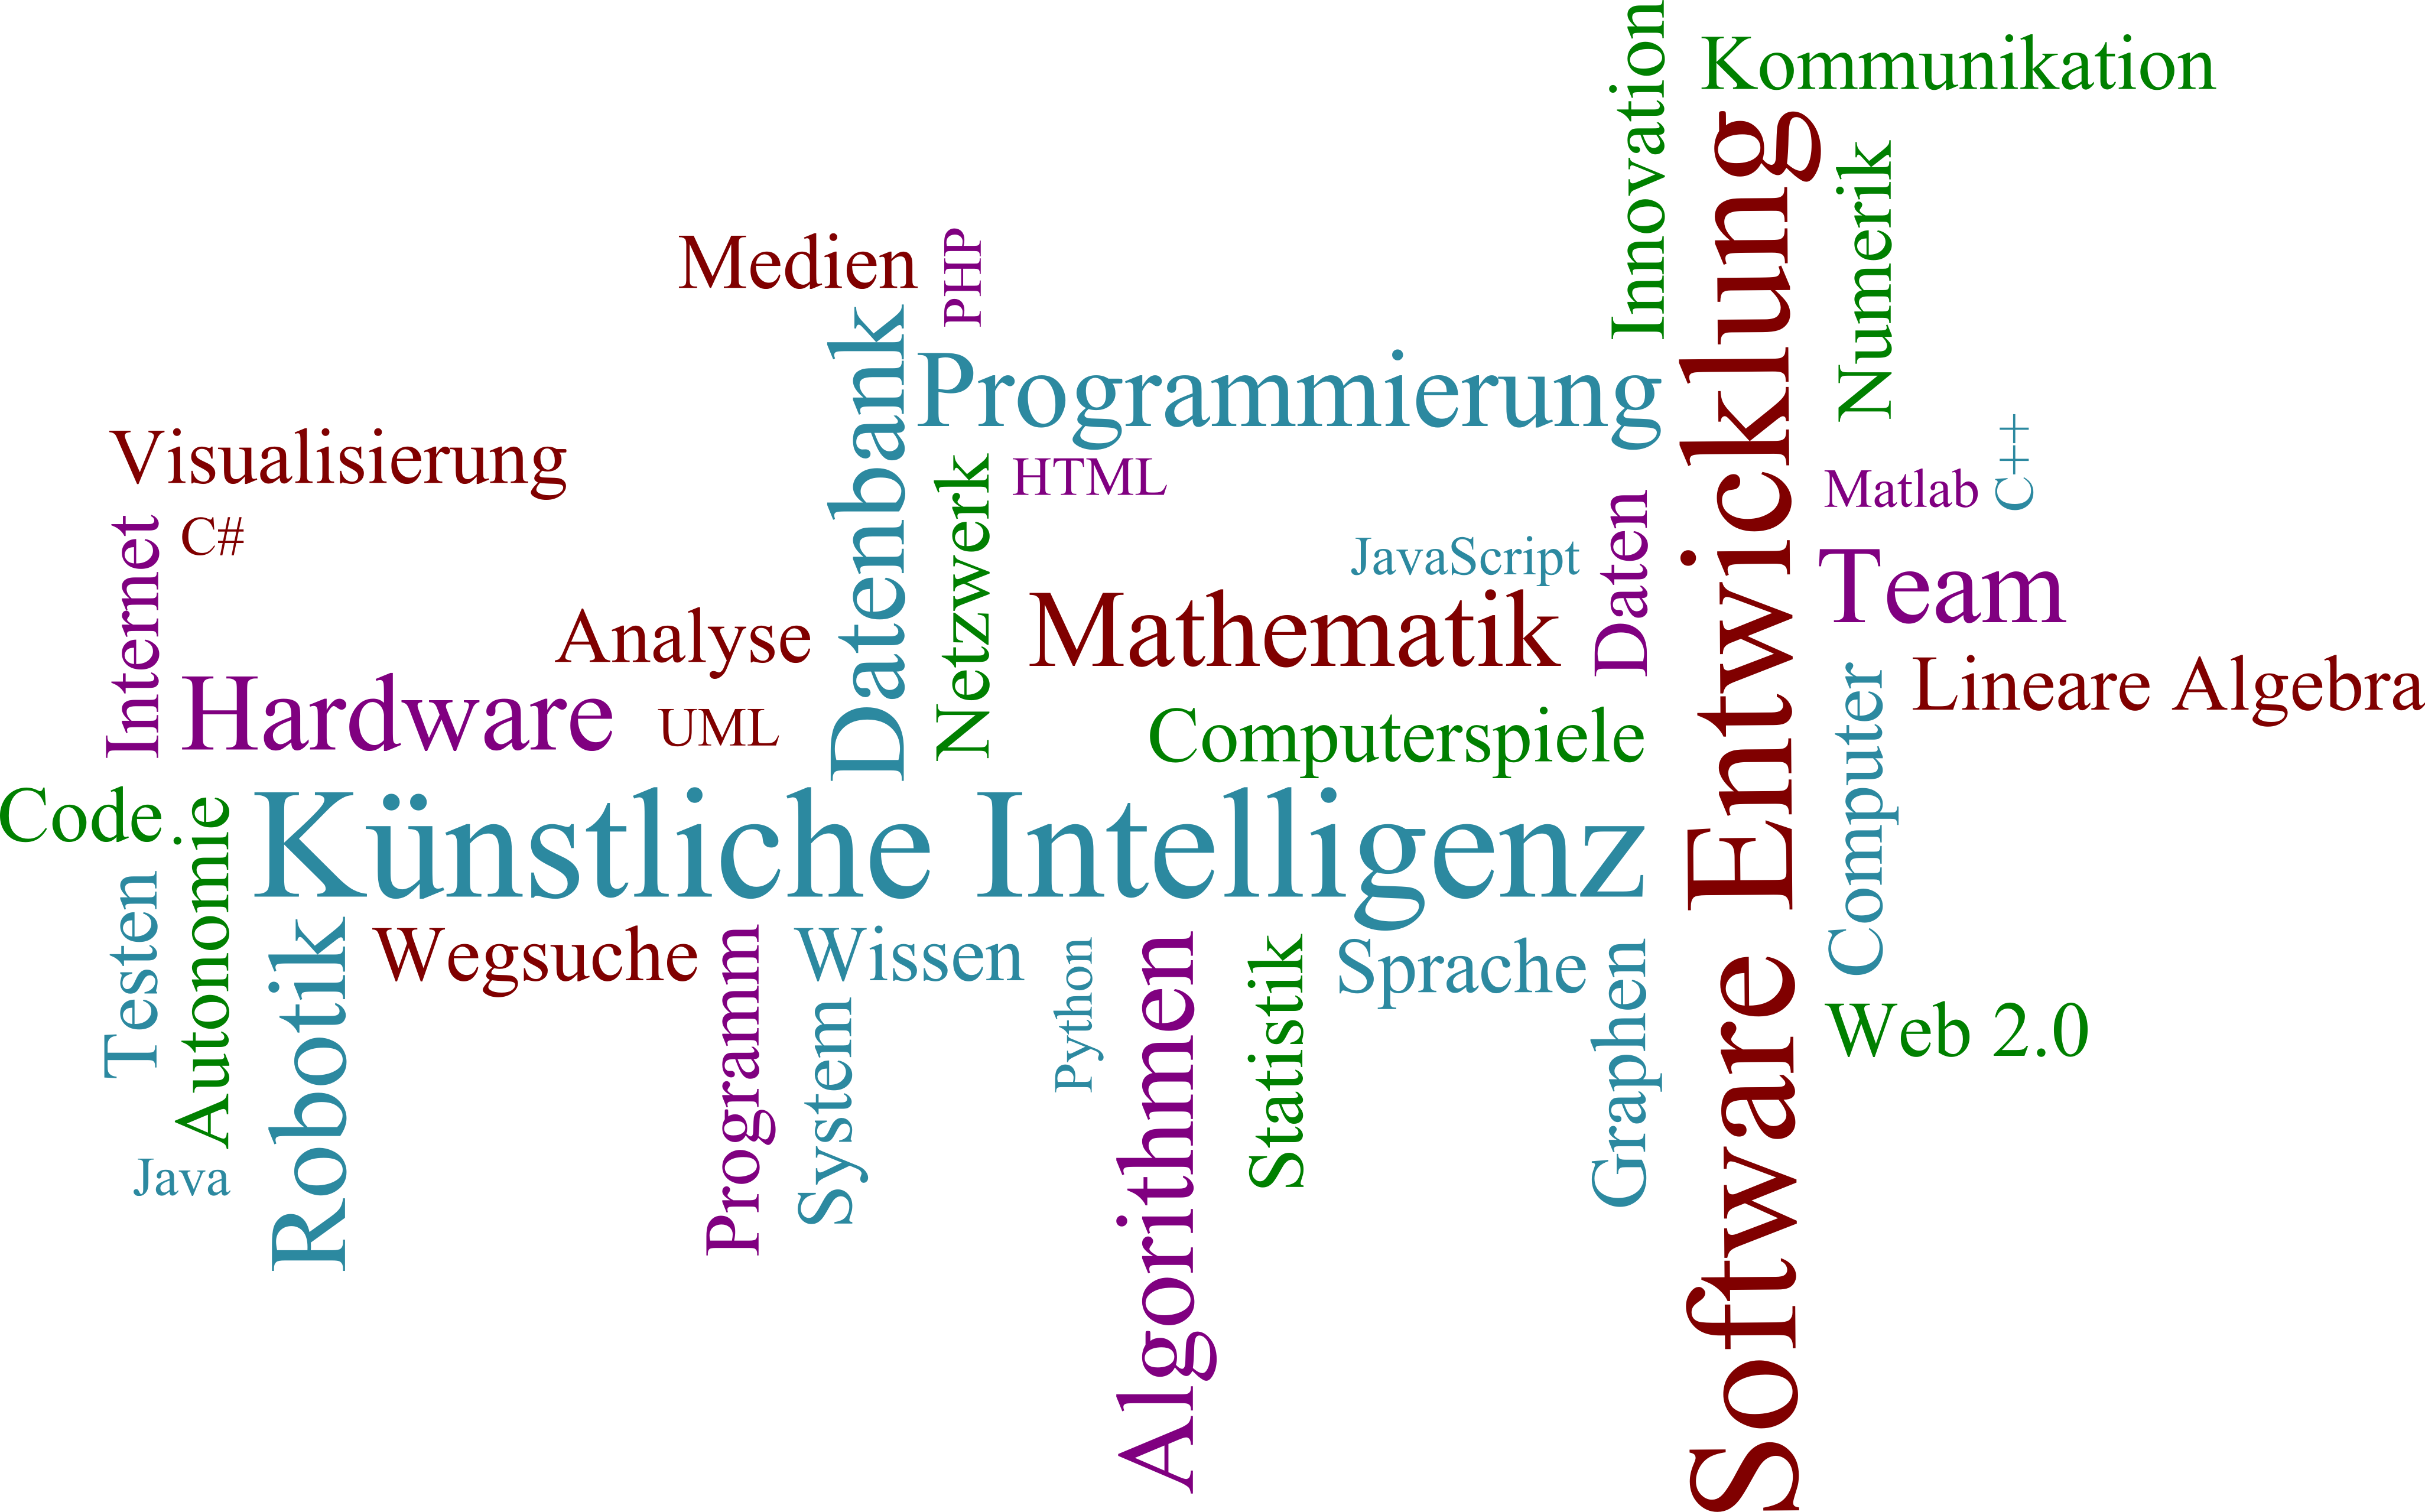 Kommunikation
Innovation
Software Entwicklung
Numerik
Medien
PHP
Datenbank
Programmierung
Visualisierung
C#
Internet
Netzwerk
HTML
JavaScript
Daten
Matlab
C++
Team
Analyse
Mathematik
Hardware
UML
Computerspiele
Computer
Lineare Algebra
Code
Autonomie
Künstliche Intelligenz
Testen
Robotik
Wegsuche
Programm
Wissen
System
Python
Algorithmen
Statistik
Sprache
Graphen
Web 2.0
Java